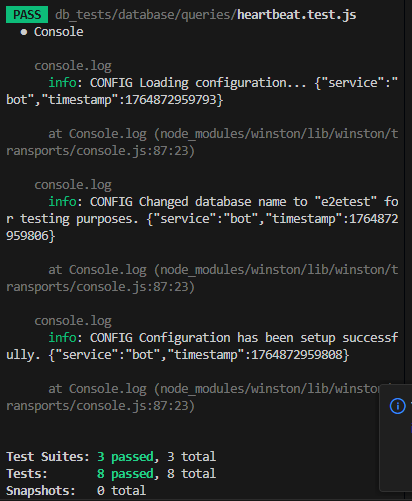 PASS db_tests/database/queries/heartbeat.test.js
● Console
console.log
info: CONFIG Loading configuration... {"service":"
bot","timestamp":1764872959793}
at Console.log (node_modules/winston/lib/winston/t
ransports/console.js:87:23)
console.log
info: CONFIG Changed database name to "e2etest" fo
r testing purposes. {"service":"bot","timestamp":1764872
959806}
at Console.log (node_modules/winston/lib/winston/t
ransports/console.js:87:23)
console.log
info: CONFIG Configuration has been setup successf
ully. {"service":"bot","timestamp":1764872959808}
at Console.log (node_modules/winston/lib/winston/t
ransports/console.js:87:23)
Test Suites: 3 passed, 3 total
Tests: 8 passed, 8 total
Snapshots: 0 total